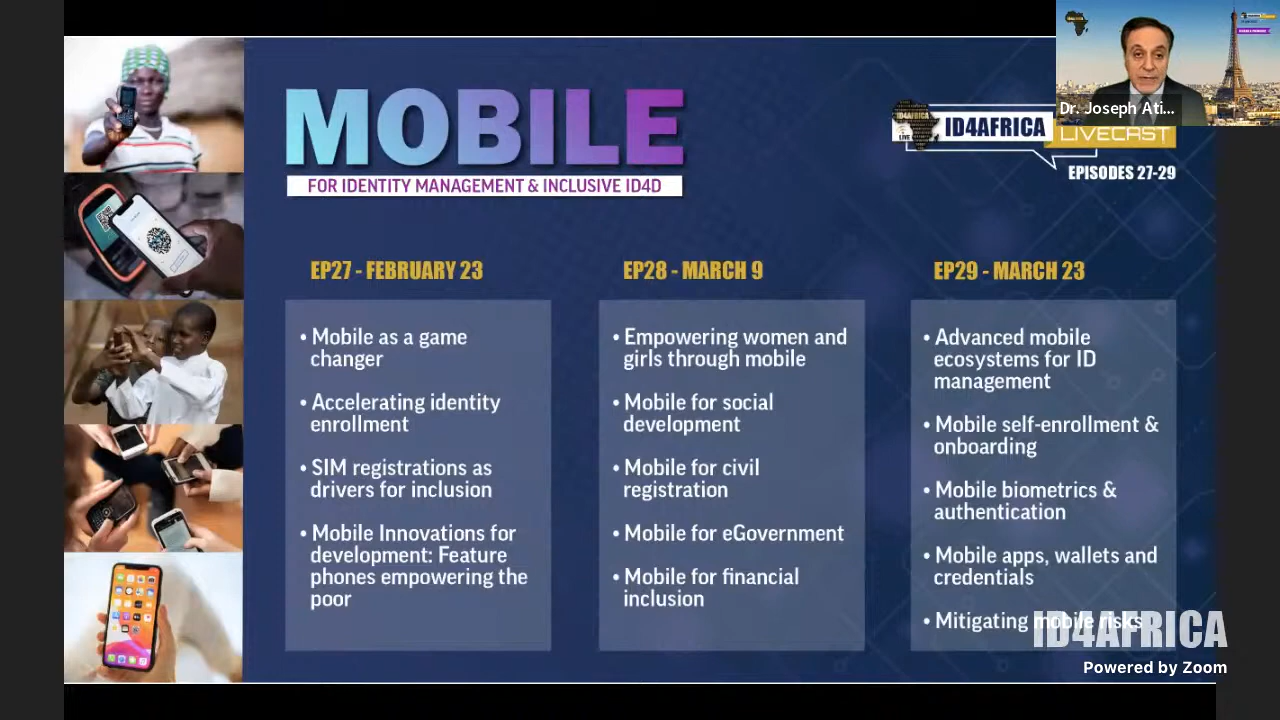 MOBILE
FOR IDENTITY MANAGEMENT & INCLUSIVE ID4D
ID4AFRICA
LIVE
ID4AFRICA
LIVECAST
EPISODES 27-29
Dr. Joseph Ati...
EP27 - FEBRUARY 23
• Mobile as a game
changer
• Accelerating identity
enrollment
• SIM registrations as
drivers for inclusion
• Mobile Innovations for
development: Feature
phones empowering the
poor
EP28 - MARCH 9
• Empowering women and
girls through mobile
• Mobile for social
development
• Mobile for civil
registration
• Mobile for eGovernment
• Mobile for financial
inclusion
EP29 - MARCH 23
• Advanced mobile
ecosystems for ID
management
• Mobile self-enrollment &
onboarding
• Mobile biometrics &
authentication
• Mobile apps, wallets and
credentials
• Mitigating mobile risks
ID4AFRICA
Powered by Zoom